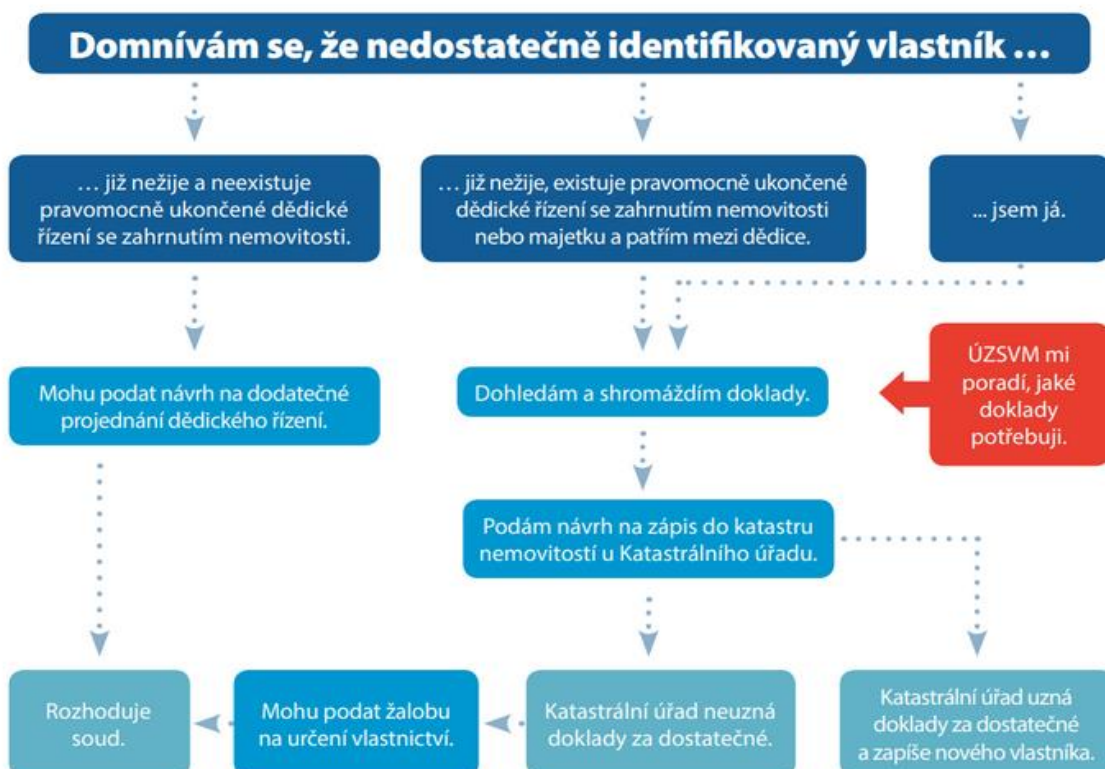 Domnívám se, že nedostatečně identifikovaný vlastník …
… již nežije a neexistuje
pravomocně ukončené dědické
řízení se zahrnutím nemovitosti.
… již nežije, existuje pravomocně ukončené
dědické řízení se zahrnutím nemovitosti
nebo majetku a patřím mezi dědice.
... jsem já.
Mohu podat návrh na dodatečné
projednání dědického řízení.
Dohledám a shromáždím doklady.
ÚZSVM mi
poradí, jaké
doklady
potřebuji.
Podám návrh na zápis do katastru
nemovitostí u Katastrálního úřadu.
Rozhoduje
soud.
Mohu podat žalobu
na určení vlastnictví.
Katastrální úřad neuzná
doklady za dostatečné.
Katastrální úřad uzná
doklady za dostatečné
a zapíše nového vlastníka.